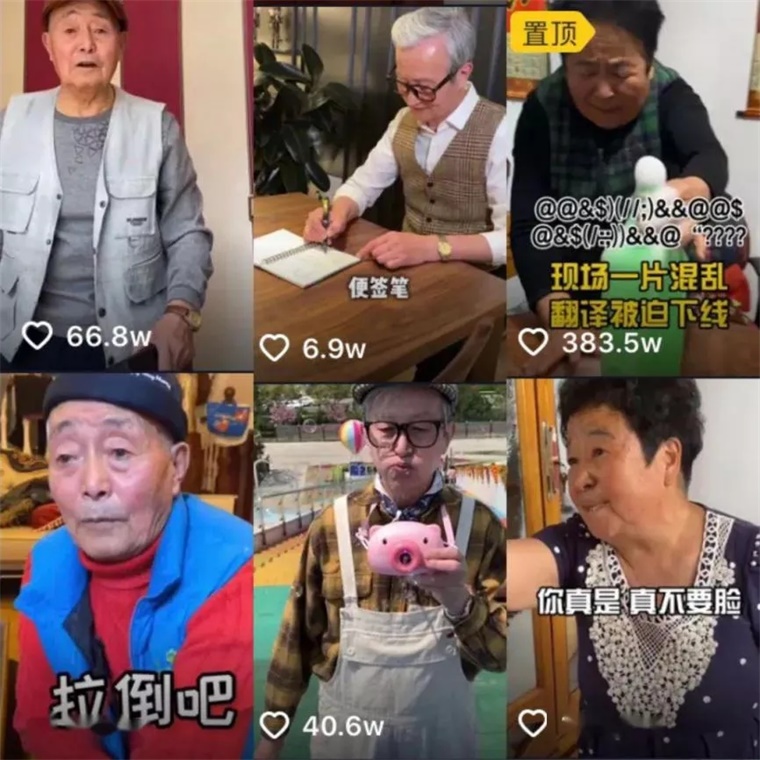 置顶
@@&$)(//;)&&@@$
@&$(/::))&&@“????
现场一片混乱
翻译被迫下线
便签笔
66.8w
6.9w
383.5w
你真是 真不要脸
拉倒吧
40.6w